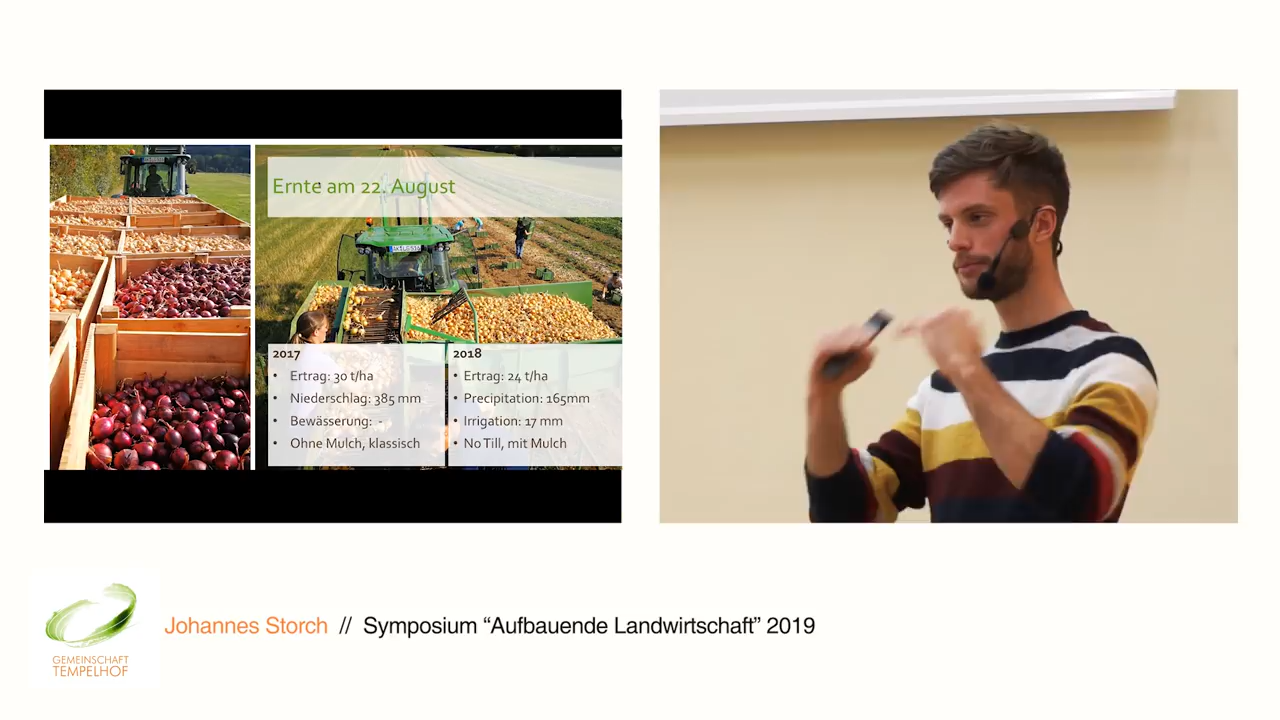 Ernte am 22. August
2017
• Ertrag: 30 t/ha
• Niederschlag: 385 mm
• Bewässerung: -
• Ohne Mulch, klassisch
2018
• Ertrag: 24 t/ha
• Precipitation: 165mm
• Irrigation: 17 mm
• No Till, mit Mulch
GEMEINSCHAFT
TEMPELHOF
Johannes Storch // Symposium “Aufbauende Landwirtschaft” 2019